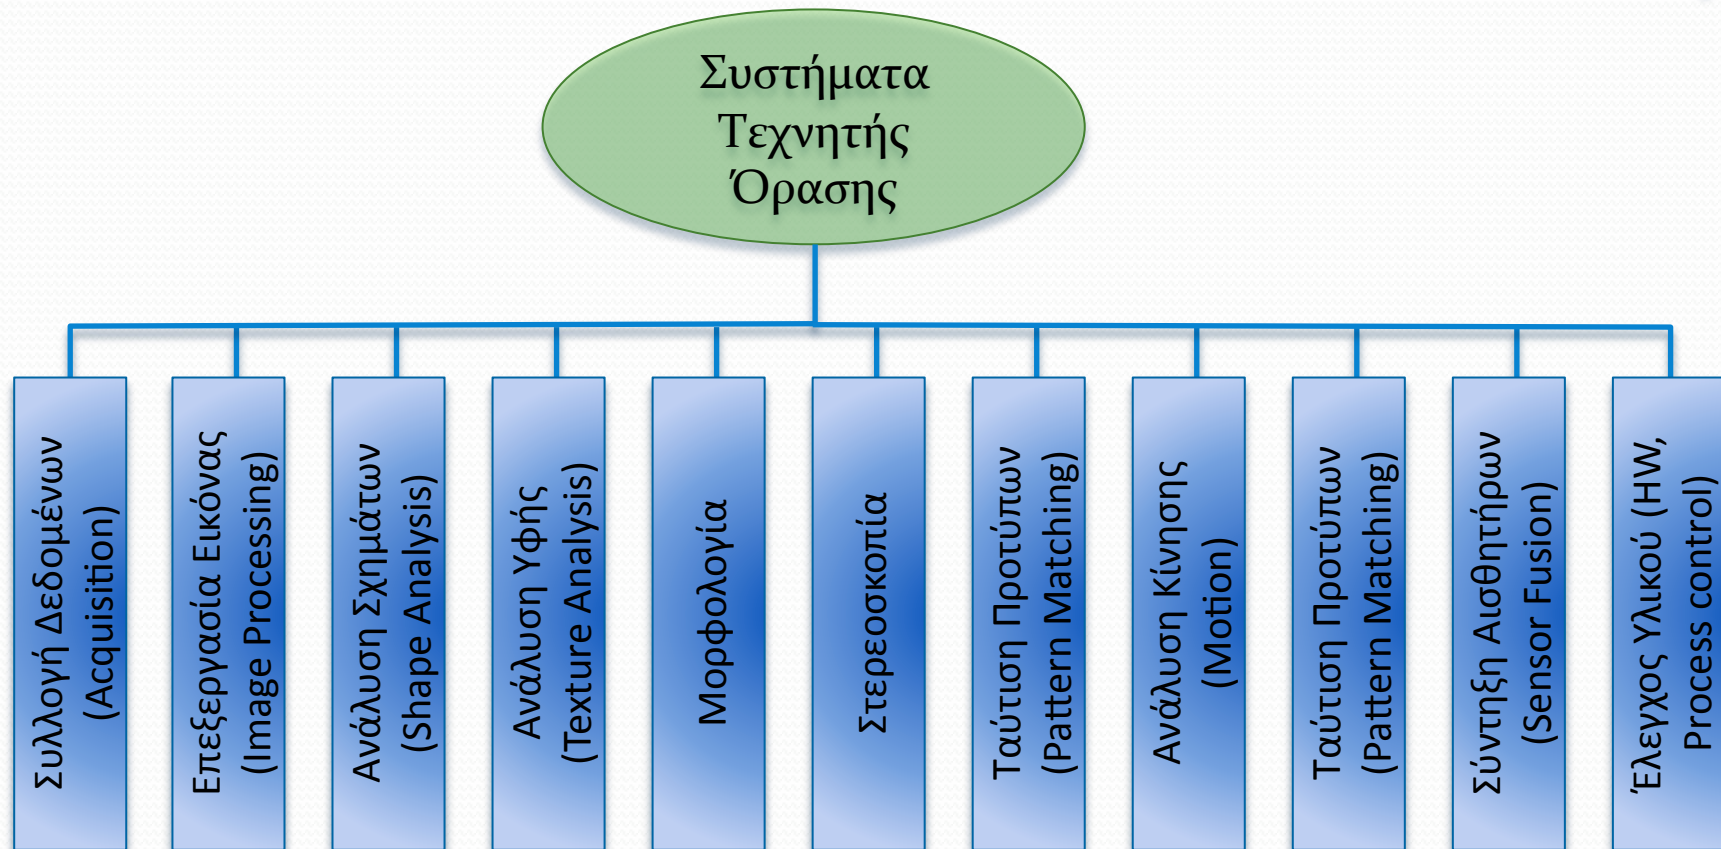 Συστήματα
Τεχνητής
Όρασης
Συλλογή Δεδομένων
(Acquisition)
Επεξεργασία Εικόνας
(Image Processing)
Ανάλυση Σχημάτων
(Shape Analysis)
Ανάλυση Υφής
(Texture Analysis)
Μορφολογία
Στερεοσκοπία
Ταύτιση Προτύπων
(Pattern Matching)
Ανάλυση Κίνησης
(Motion)
Ταύτιση Προτύπων
(Pattern Matching)
Σύντηξη Αισθητήρων
(Sensor Fusion)
Έλεγχος Υλικού (HW,
Process control)